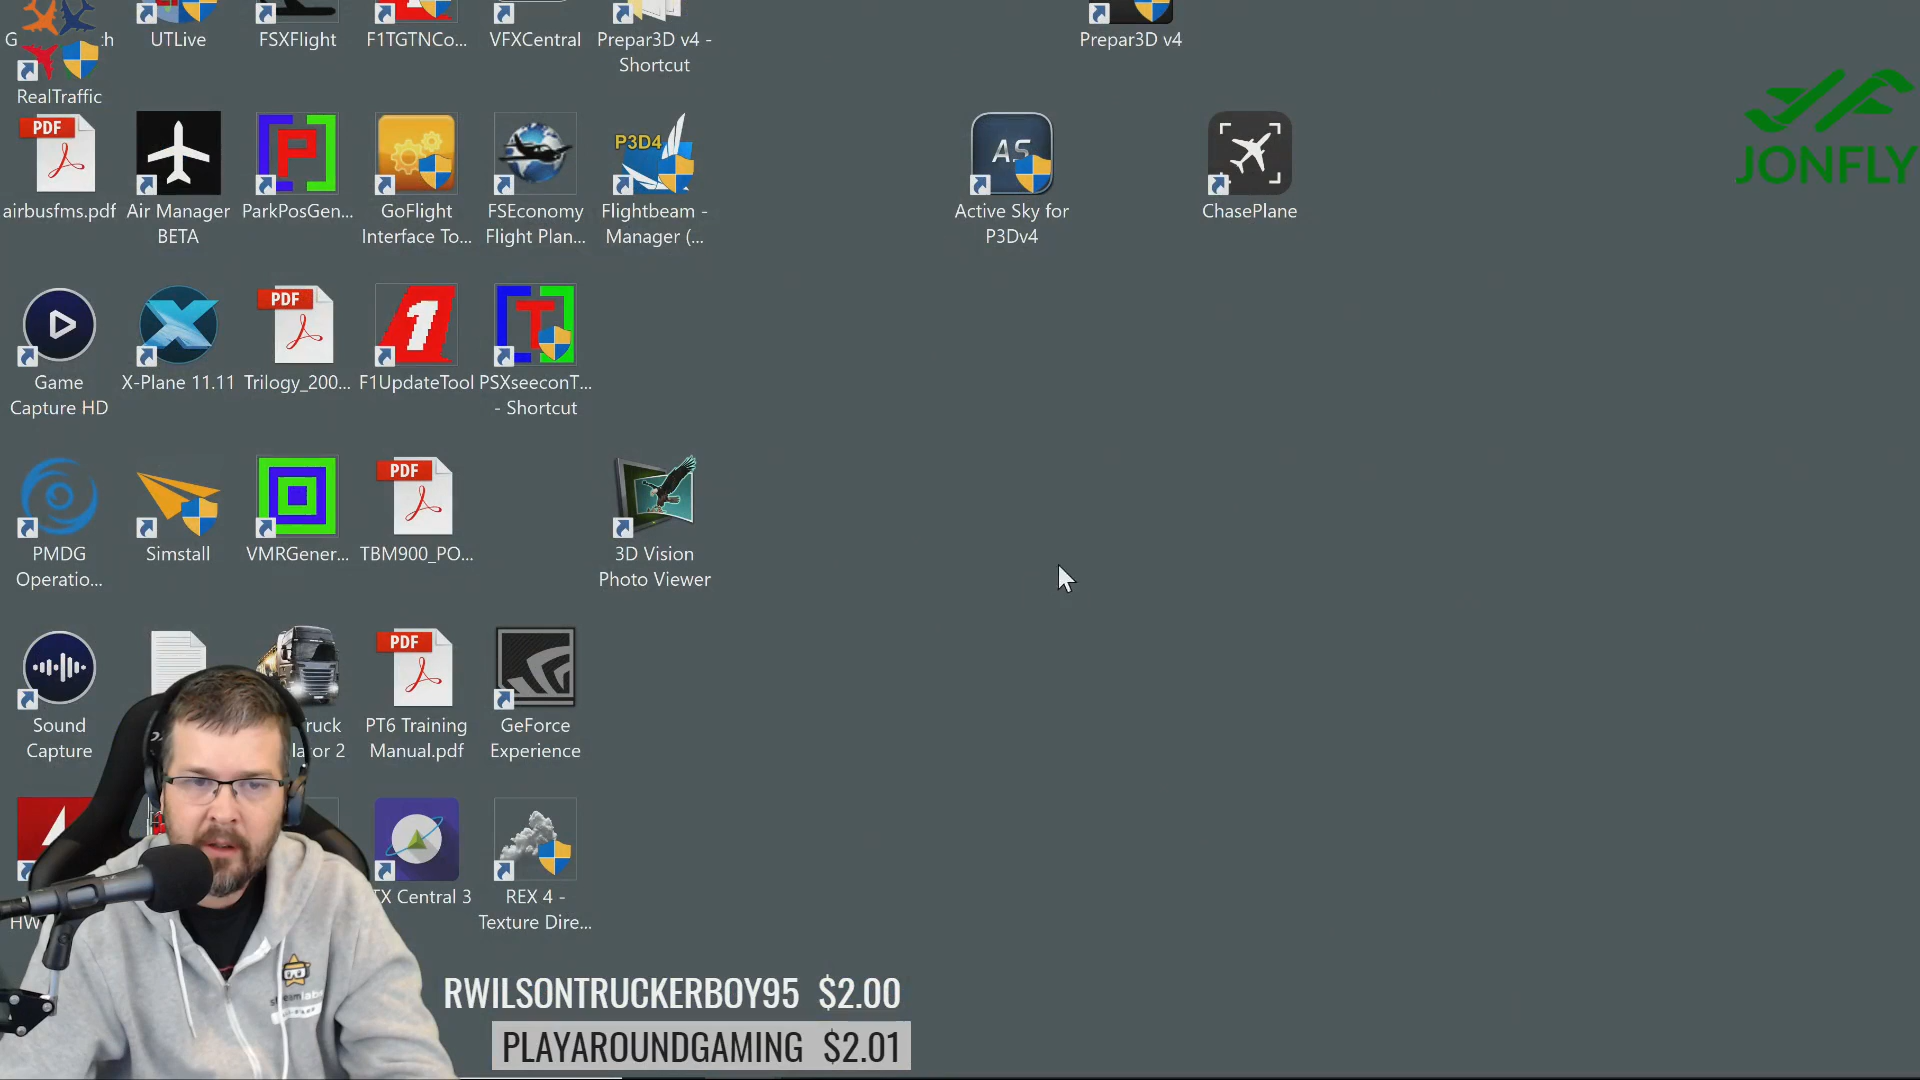 UTLive
FSXFlight
F1TGTNCo...
VFXCentral
Prepar3D v4 -
Shortcut
Prepar3D v4
RealTraffic
JONFLY
PDF
P
P3D4
AS
airbusfms.pdf
Air Manager
BETA
ParkPosGen...
GoFlight
Interface To...
FSEconomy
Flight Plan...
Flightbeam -
Manager (...
Active Sky for
P3Dv4
ChasePlane
PDF
1
T
Game
Capture HD
X-Plane 11.11
Trilogy_200...
F1UpdateTool
PSXseeconT...
- Shortcut
PDF
PMDG
Operatio...
Simstall
VMRGener...
TBM900_PO...
3D Vision
Photo Viewer
PDF
Sound
Capture
PT6 Training
Manual.pdf
GeForce
Experience
Central 3
REX 4 -
Texture Dire...
RWILSONTRUCKERBOY95 $2.00
PLAYAROUNDGAMING $2.01